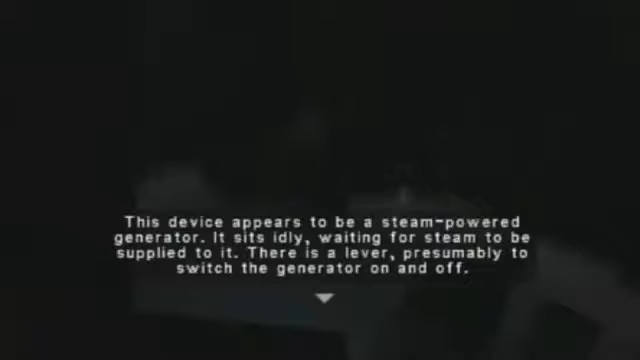 This device appears to be a steam-powered
generator. It sits idly, waiting for steam to be
supplied to it. There is a lever, presumably to
switch the generator on and off.